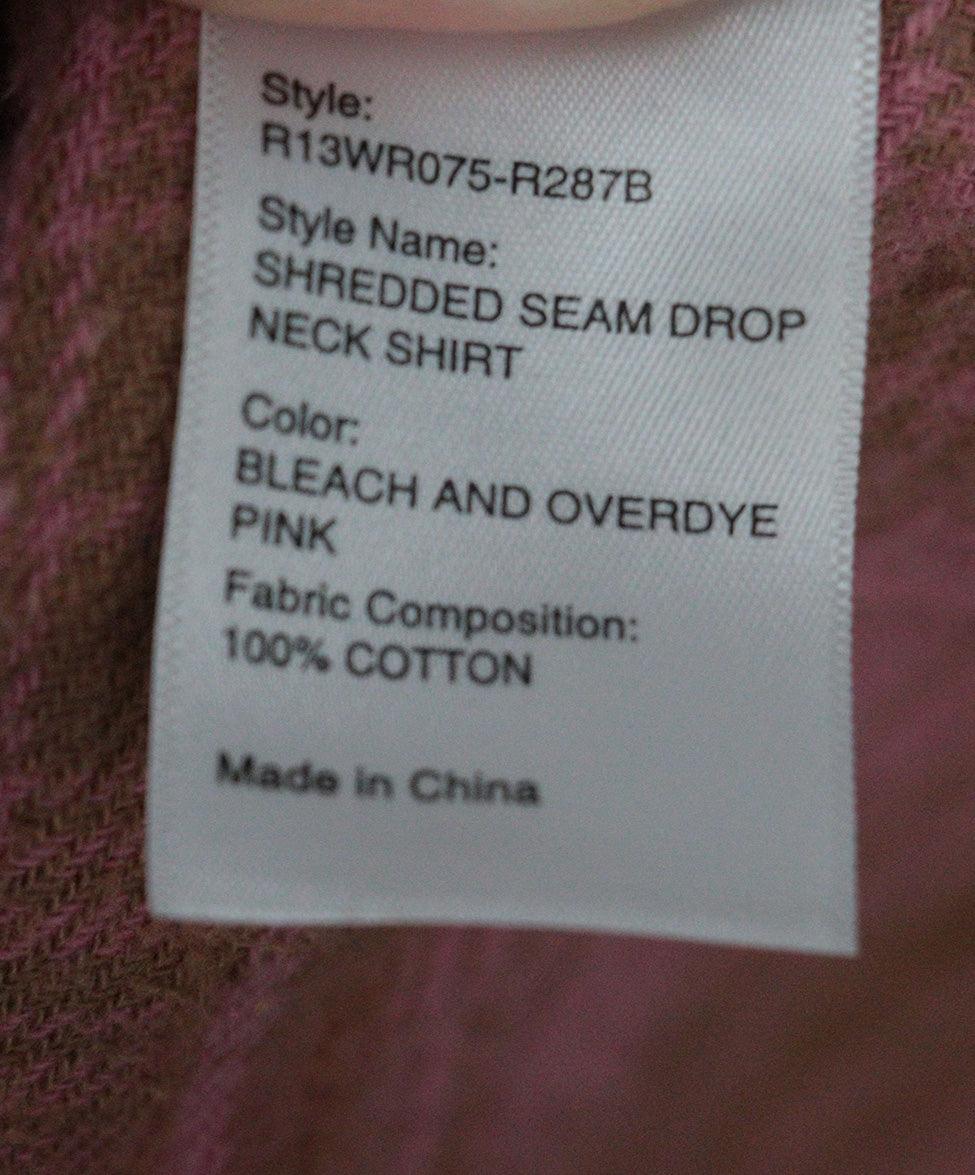 Style:
R13WR075-R287B
Style Name:
SHREDDED SEAM DROP
NECK SHIRT
Color:
BLEACH AND OVERDYE
PINK
Fabric Composition:
100% COTTON
Made in China